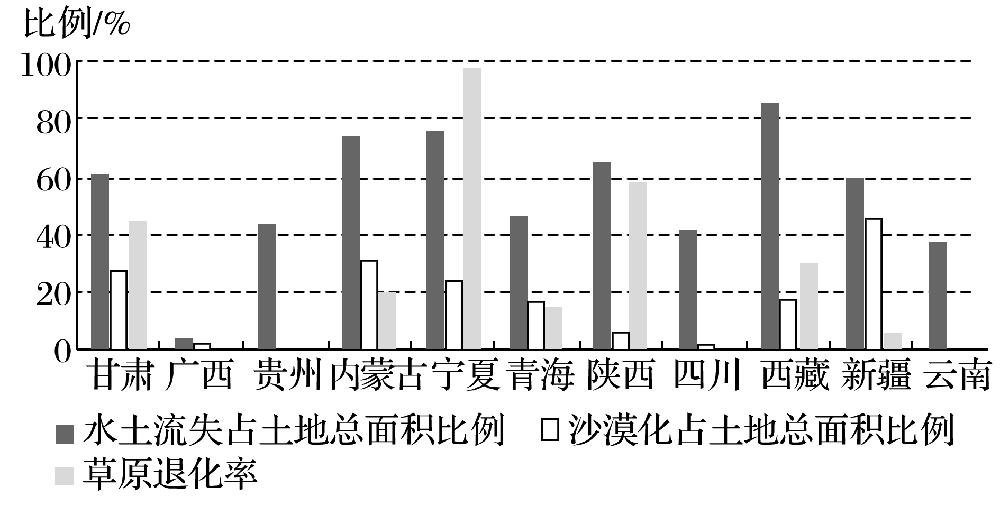 比例/%
100
80
60
40
20
0
甘肃 广西 贵州 内蒙古 宁夏 青海 陕西 四川 西藏 新疆 云南
水土流失占土地总面积比例 沙漠化占土地总面积比例
草原退化率